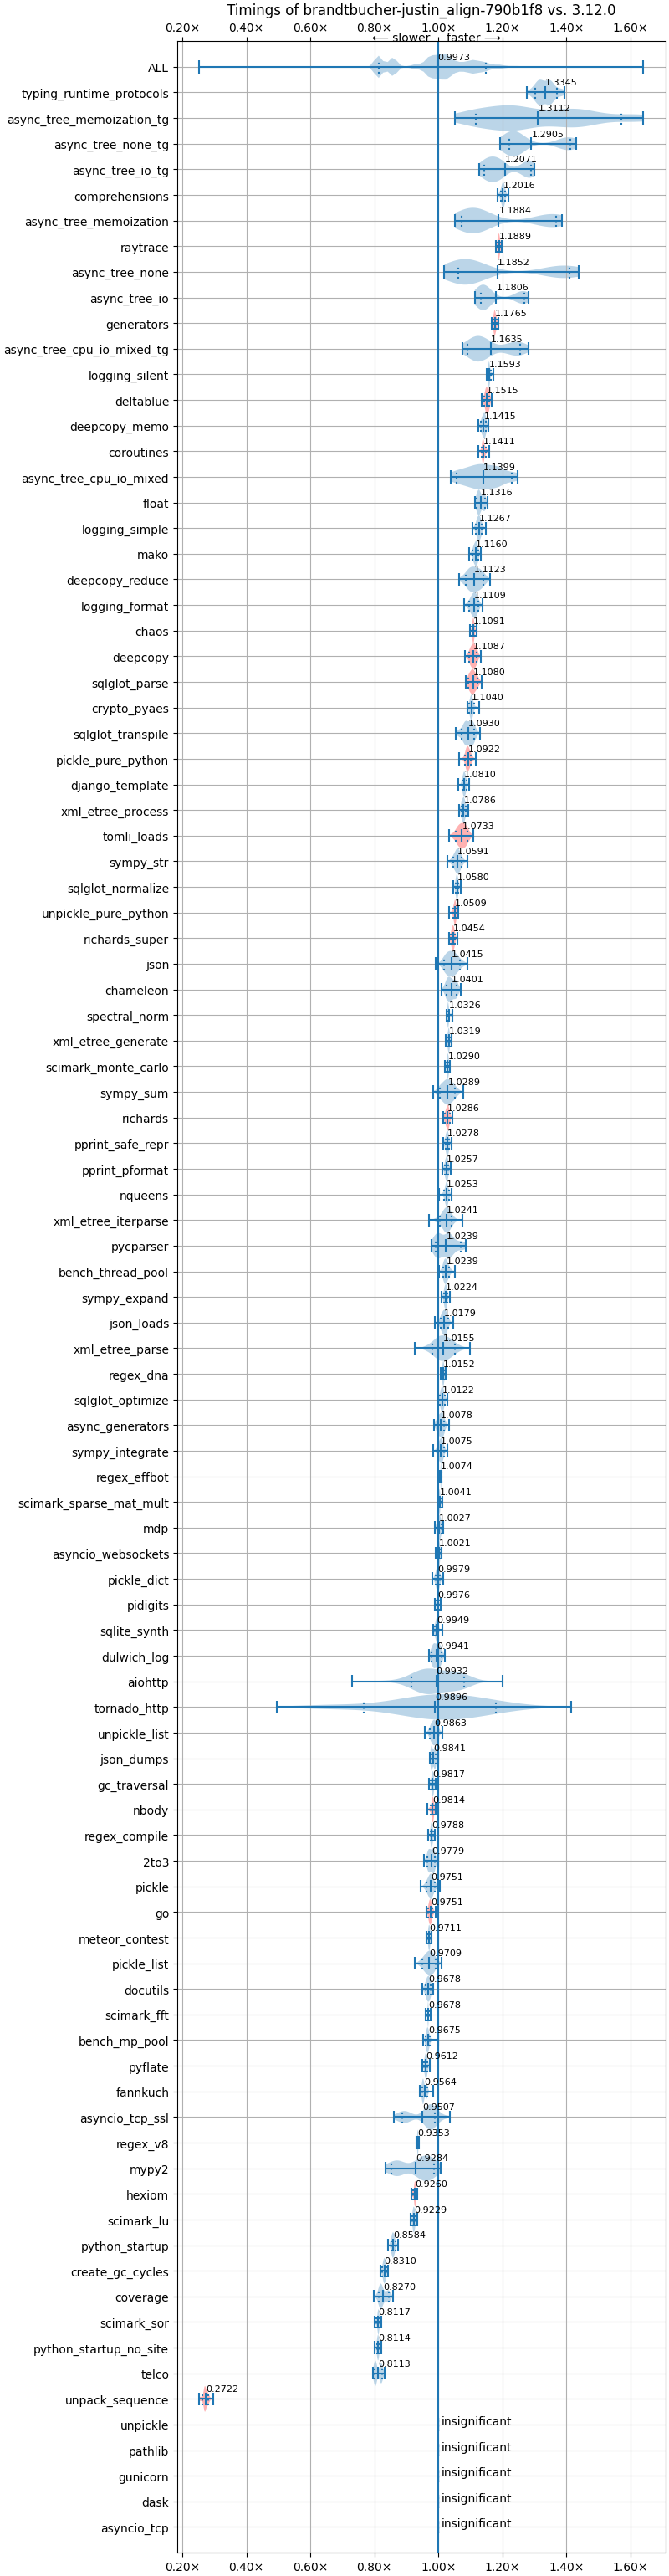 Timings of brandtbucher-justin_align-790b1f8 vs. 3.12.0
0.20× 0.40× 0.60× 0.80× 1.00× 1.20× 1.40× 1.60×
⟵ slower faster ⟶
ALL 0.9973
typing_runtime_protocols 1.3345
async_tree_memoization_tg 1.3112
async_tree_none_tg 1.2905
async_tree_io_tg 1.2071
comprehensions 1.2016
async_tree_memoization 1.1884
raytrace 1.1889
async_tree_none 1.1852
async_tree_io 1.1806
generators 1.1765
async_tree_cpu_io_mixed_tg 1.1635
logging_silent 1.1593
deltablue 1.1515
deepcopy_memo 1.1415
coroutines 1.1411
async_tree_cpu_io_mixed 1.1399
float 1.1316
logging_simple 1.1267
mako 1.1160
deepcopy_reduce 1.1123
logging_format 1.1109
chaos 1.1091
deepcopy 1.1087
sqlglot_parse 1.1080
crypto_pyaes 1.1040
sqlglot_transpile 1.0930
pickle_pure_python 1.0922
django_template 1.0810
xml_etree_process 1.0786
tomli_loads 1.0733
sympy_str 1.0591
sqlglot_normalize 1.0580
unpickle_pure_python 1.0509
richards_super 1.0454
json 1.0415
chameleon 1.0401
spectral_norm 1.0326
xml_etree_generate 1.0319
scimark_monte_carlo 1.0290
sympy_sum 1.0289
richards 1.0286
pprint_safe_repr 1.0278
pprint_pformat 1.0257
nqueens 1.0253
xml_etree_iterparse 1.0241
pycparser 1.0239
bench_thread_pool 1.0239
sympy_expand 1.0224
json_loads 1.0179
xml_etree_parse 1.0155
regex_dna 1.0152
sqlglot_optimize 1.0122
async_generators 1.0078
sympy_integrate 1.0075
regex_effbot 1.0074
scimark_sparse_mat_mult 1.0041
mdp 1.0027
asyncio_websockets 1.0021
pickle_dict 0.9979
pidigits 0.9976
sqlite_synth 0.9949
dulwich_log 0.9941
aiohttp 0.9932
tornado_http 0.9896
unpickle_list 0.9863
json_dumps 0.9841
gc_traversal 0.9817
nbody 0.9814
regex_compile 0.9788
2to3 0.9779
pickle 0.9751
go 0.9751
meteor_contest 0.9711
pickle_list 0.9709
docutils 0.9678
scimark_fft 0.9678
bench_mp_pool 0.9675
pyflate 0.9612
fannkuch 0.9564
asyncio_tcp_ssl 0.9507
regex_v8 0.9353
mypy2 0.9284
hexiom 0.9260
scimark_lu 0.9229
python_startup 0.8584
create_gc_cycles 0.8310
coverage 0.8270
scimark_sor 0.8117
python_startup_no_site 0.8114
telco 0.8113
unpack_sequence 0.2722
unpickle insignificant
pathlib insignificant
gunicorn insignificant
dask insignificant
asyncio_tcp insignificant
0.20× 0.40× 0.60× 0.80× 1.00× 1.20× 1.40× 1.60×